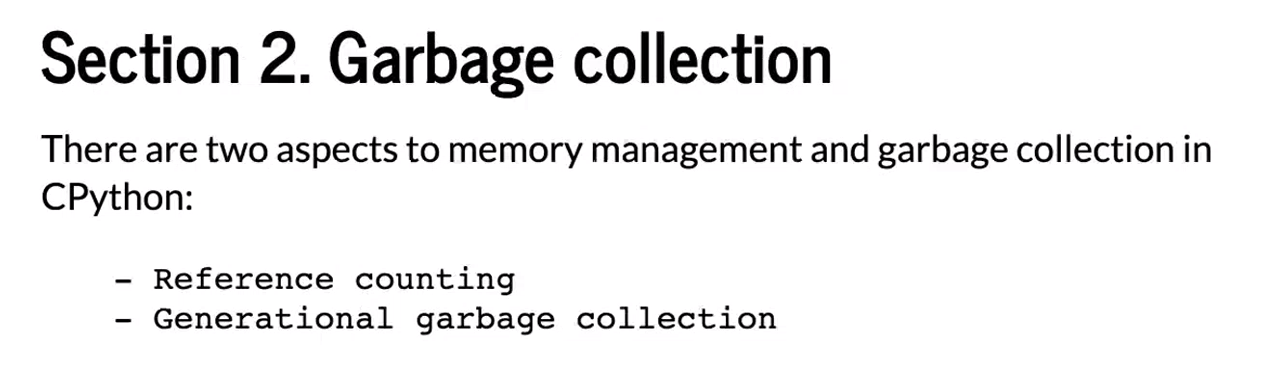 Section 2. Garbage collection
There are two aspects to memory management and garbage collection in
CPython:
- Reference counting
- Generational garbage collection